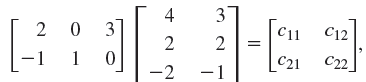 [2 0 3; -1 1 0] [4 3; 2 2; -2 -1] = [c11 c12; c21 c22],